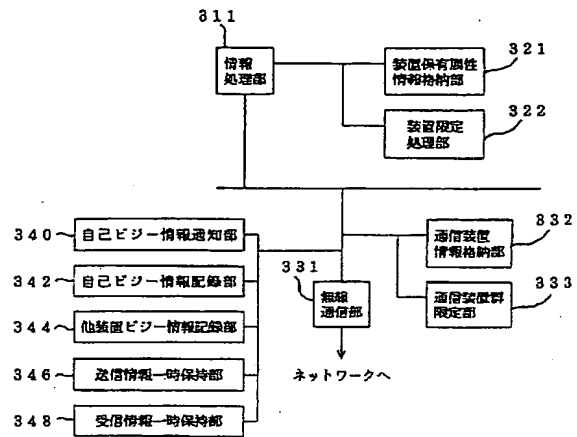 311
情報
処理部
装置保有属性
情報格納部
321
装置限定
処理部
322
340
自己ビジー情報通知部
342
自己ビジー情報記録部
344
他装置ビジー情報記録部
346
送信情報一時保持部
348
受信情報一時保持部
331
無線
通信部
ネットワークへ
通信装置
情報格納部
332
通信装置群
限定部
333